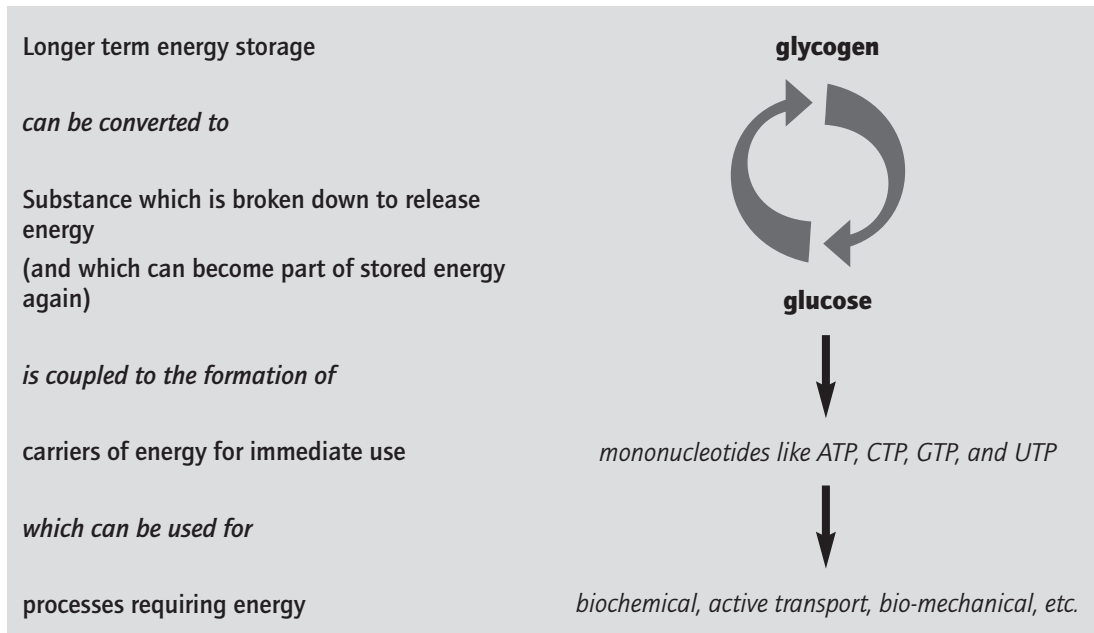 Longer term energy storage
glycogen
can be converted to
Substance which is broken down to release
energy
(and which can become part of stored energy
again)
glucose
is coupled to the formation of
carriers of energy for immediate use
mononucleotides like ATP, CTP, GTP, and UTP
which can be used for
processes requiring energy
biochemical, active transport, bio-mechanical, etc.